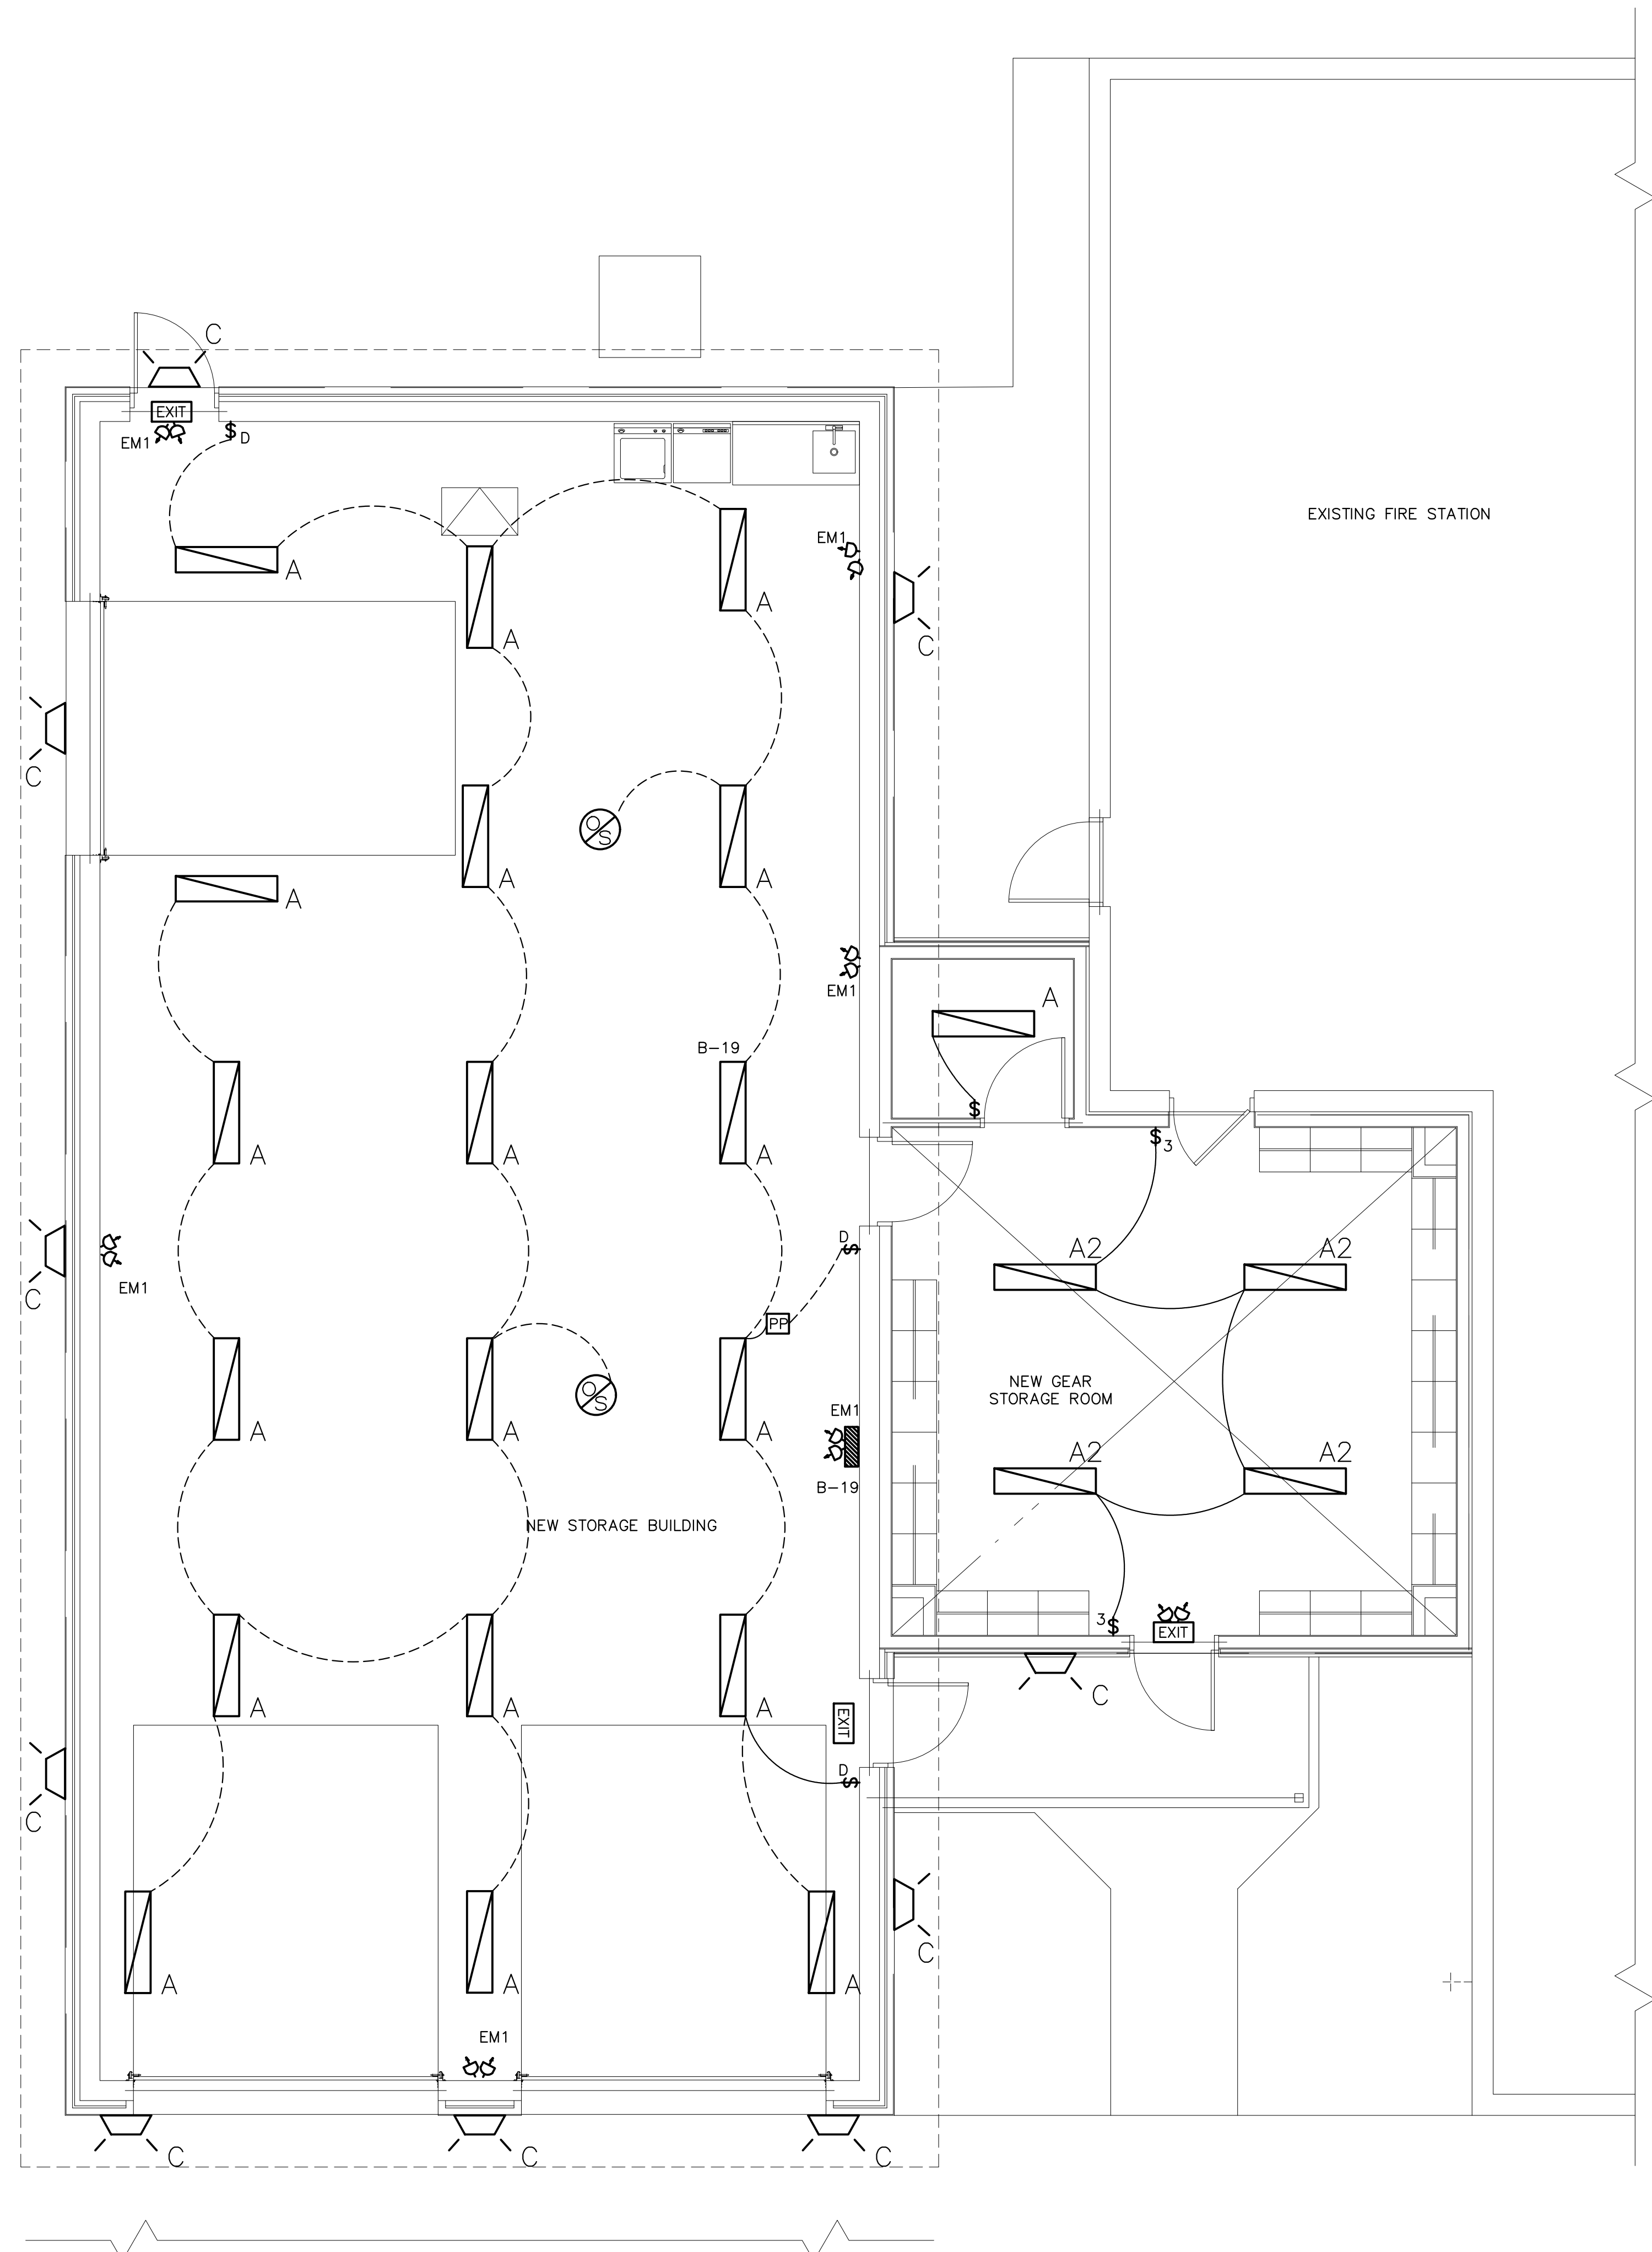 C
EXIT
EM1
$D
EXISTING FIRE STATION
EM1
A
A
A
C
C
O/S
A
A
A
EM1
A
B-19
$
$3
A
A
A
D
$
A2
A2
C
EM1
PP
NEW GEAR
STORAGE ROOM
O/S
EM1
A
A
A
A2
A2
B-19
NEW STORAGE BUILDING
3$
EXIT
C
A
A
A
EXIT
D
$
C
C
A
A
A
EM1
C
C
C